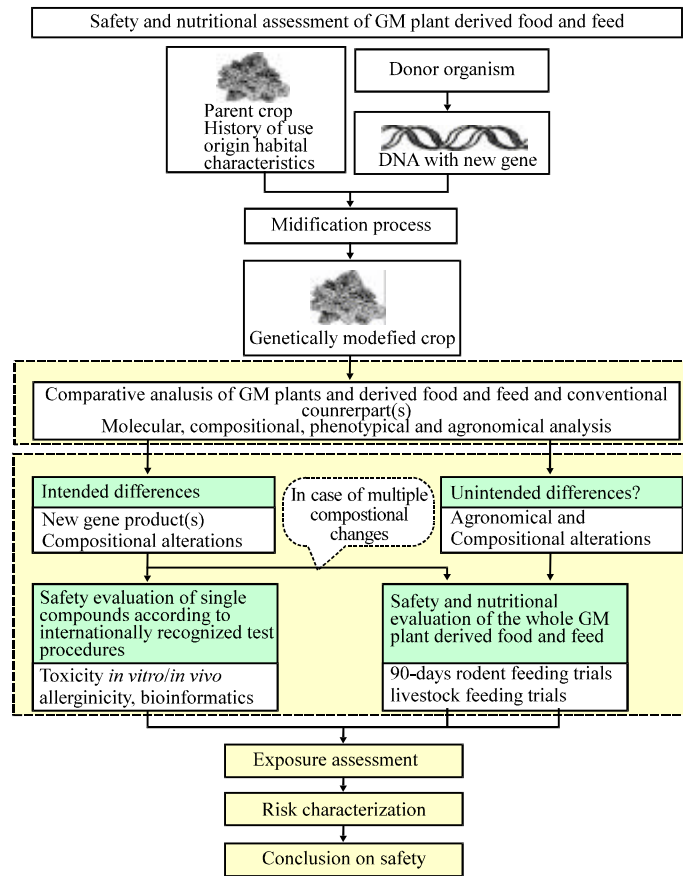 Safety and nutritional assessment of GM plant derived food and feed
Parent crop
History of use
origin habital
characteristics
Donor organism
DNA with new gene
Midification process
Genetically modefied crop
Comparative analysis of GM plants and derived food and feed and conventional
counrerpart(s)
Molecular, compositional, phenotypical and agronomical analysis
Intended differences
New gene product(s)
Compositional alterations
In case of multiple
compostional
changes
Unintended differences?
Agronomical and
Compositional alterations
Safety evaluation of single
compounds according to
internationally recognized test
procedures
Toxicity in vitro/in vivo
allerginicity, bioinformatics
Safety and nutritional
evaluation of the whole GM
plant derived food and feed
90-days rodent feeding trials
livestock feeding trials
Exposure assessment
Risk characterization
Conclusion on safety